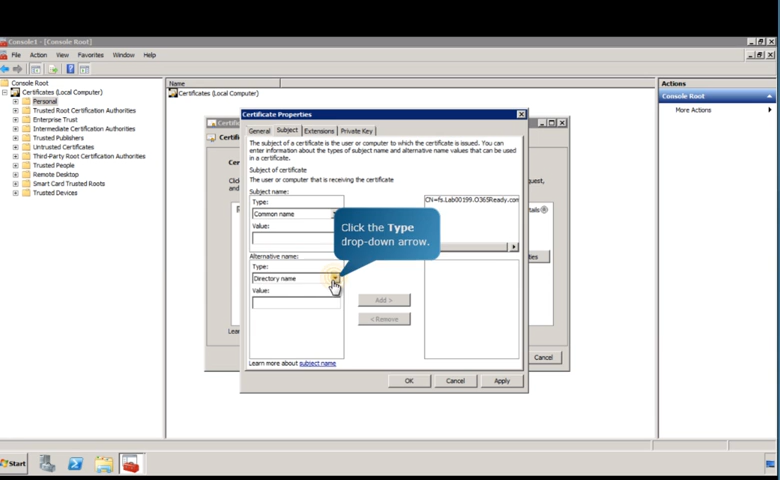 Console1 - [Console Root]
File Action View Favorites Window Help
Console Root
Certificates (Local Computer)
Personal
Trusted Root Certification Authorities
Enterprise Trust
Intermediate Certification Authorities
Trusted Publishers
Untrusted Certificates
Third-Party Root Certification Authorities
Trusted People
Remote Desktop
Smart Card Trusted Roots
Trusted Devices
Name
Certificates (Local Computer)
Actions
Console Root
More Actions
Certificate Properties
General Subject Extensions Private Key
The subject of a certificate is the user or computer to which the certificate is issued. You can
enter information about the types of subject name and alternative name values that can be used
in a certificate.
Subject of certificate
The user or computer that is receiving the certificate
Subject name:
Type:
Common name
Value:
CN=fs.Lab00199.O365Ready.com
Click the Type
drop-down arrow.
Alternative name:
Type:
Directory name
Value:
Add >
< Remove
Learn more about subject name
OK Cancel Apply
Cancel
Start